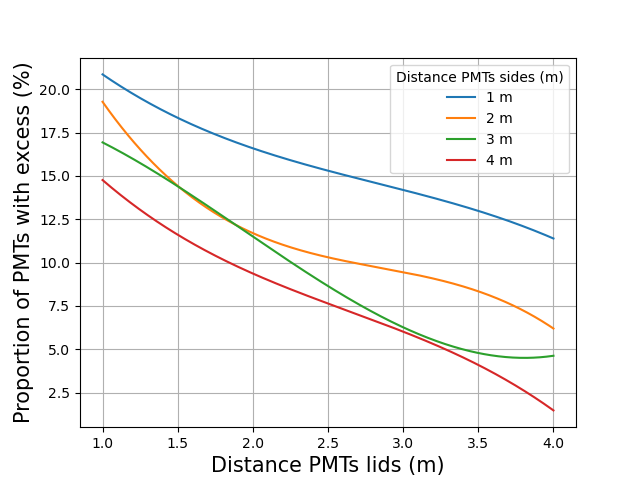 Proportion of PMTs with excess (%)
20.0
17.5
15.0
12.5
10.0
7.5
5.0
2.5
Distance PMTs sides (m)
1 m
2 m
3 m
4 m
1.0 1.5 2.0 2.5 3.0 3.5 4.0
Distance PMTs lids (m)